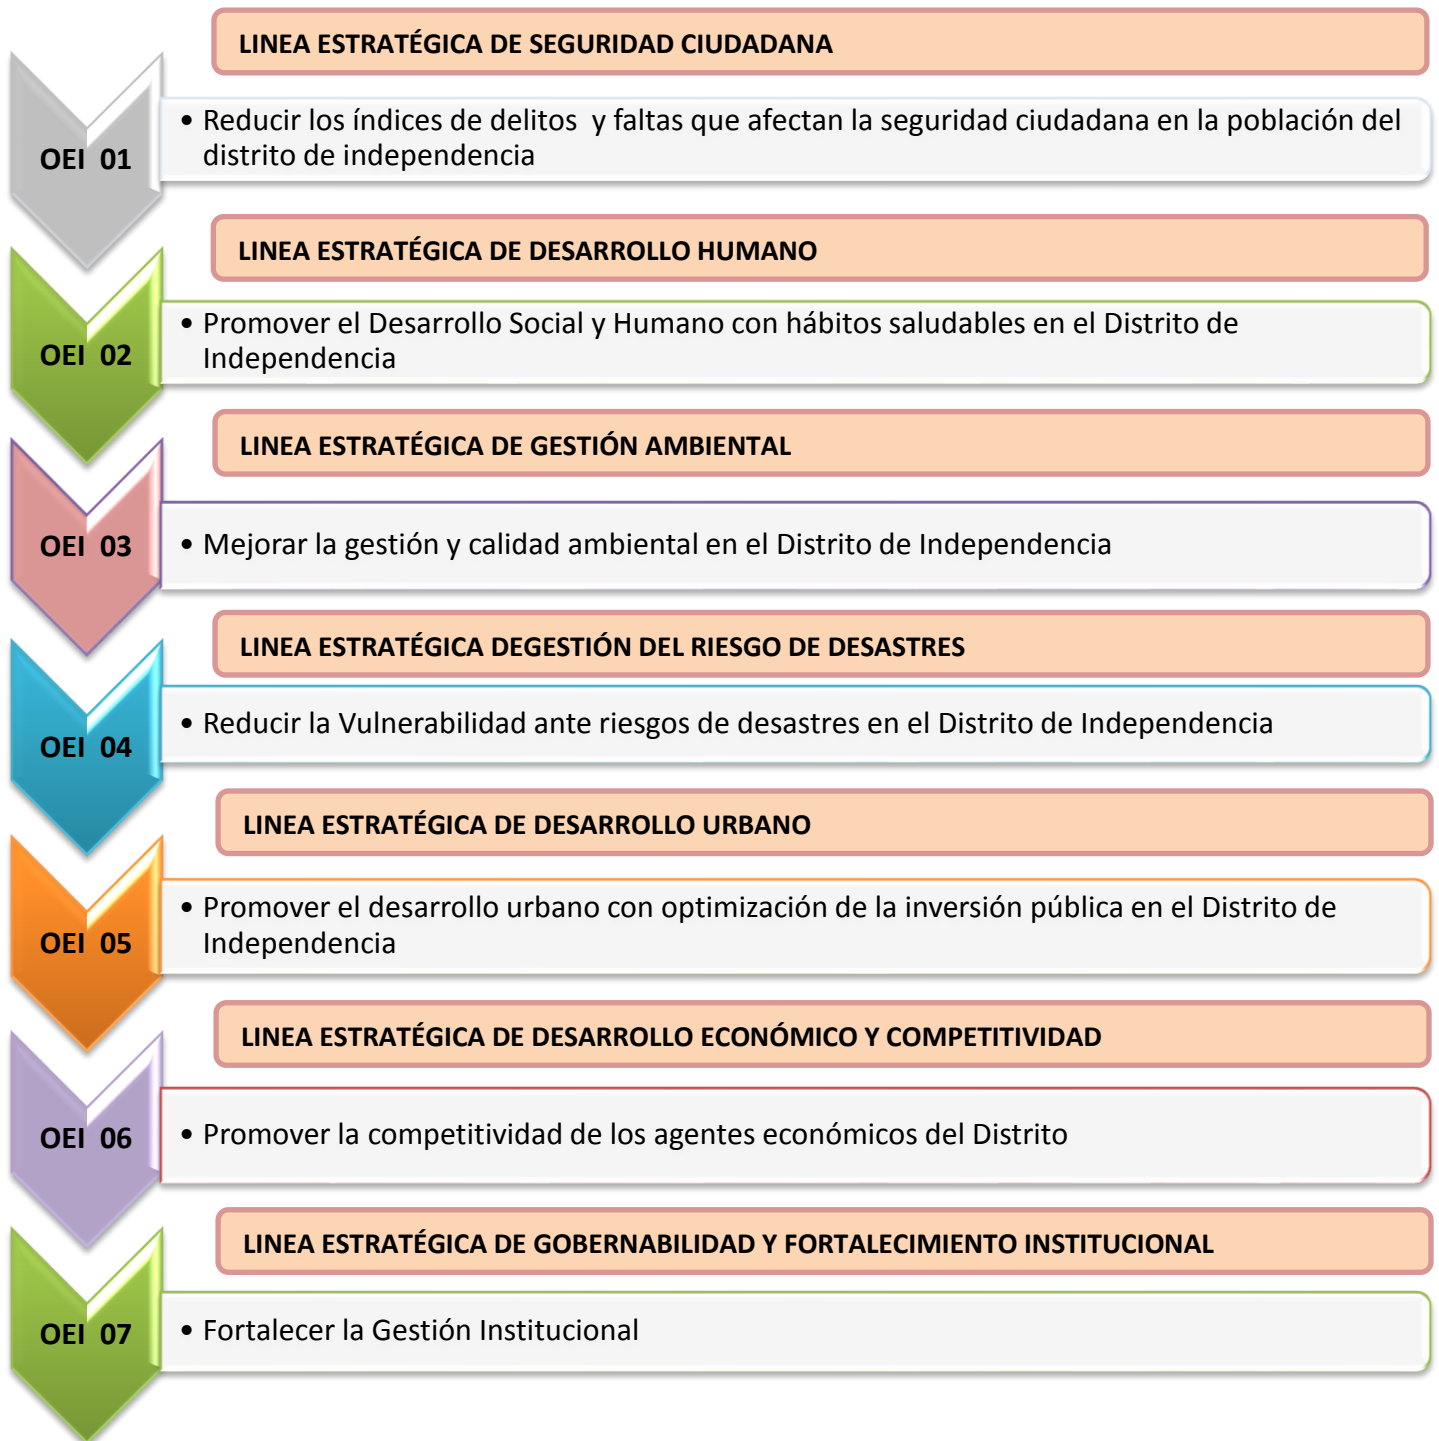 LINEA ESTRATÉGICA DE SEGURIDAD CIUDADANA
OEI 01
• Reducir los índices de delitos y faltas que afectan la seguridad ciudadana en la población del
distrito de independencia
LINEA ESTRATÉGICA DE DESARROLLO HUMANO
OEI 02
• Promover el Desarrollo Social y Humano con hábitos saludables en el Distrito de
Independencia
LINEA ESTRATÉGICA DE GESTIÓN AMBIENTAL
OEI 03
• Mejorar la gestión y calidad ambiental en el Distrito de Independencia
LINEA ESTRATÉGICA DEGESTIÓN DEL RIESGO DE DESASTRES
OEI 04
• Reducir la Vulnerabilidad ante riesgos de desastres en el Distrito de Independencia
LINEA ESTRATÉGICA DE DESARROLLO URBANO
OEI 05
• Promover el desarrollo urbano con optimización de la inversión pública en el Distrito de
Independencia
LINEA ESTRATÉGICA DE DESARROLLO ECONÓMICO Y COMPETITIVIDAD
OEI 06
• Promover la competitividad de los agentes económicos del Distrito
LINEA ESTRATÉGICA DE GOBERNABILIDAD Y FORTALECIMIENTO INSTITUCIONAL
OEI 07
• Fortalecer la Gestión Institucional